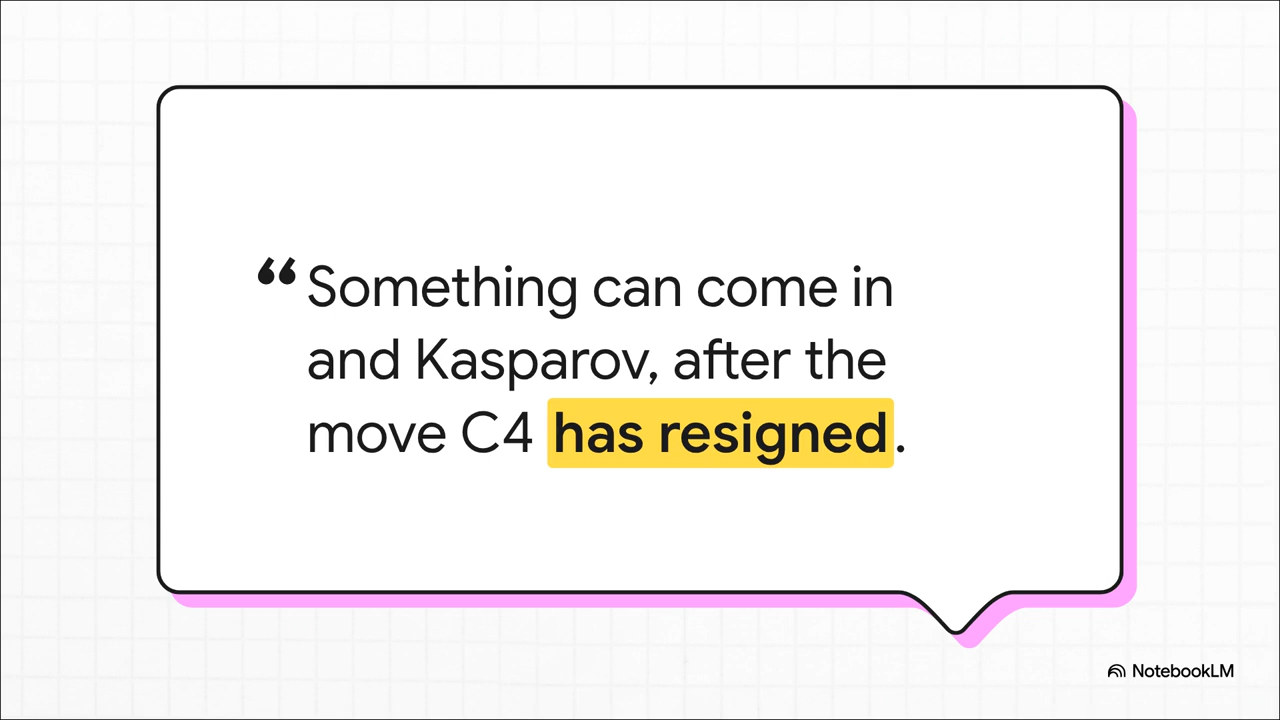 “Something can come in
and Kasparov, after the
move C4 has resigned.
NotebookLM